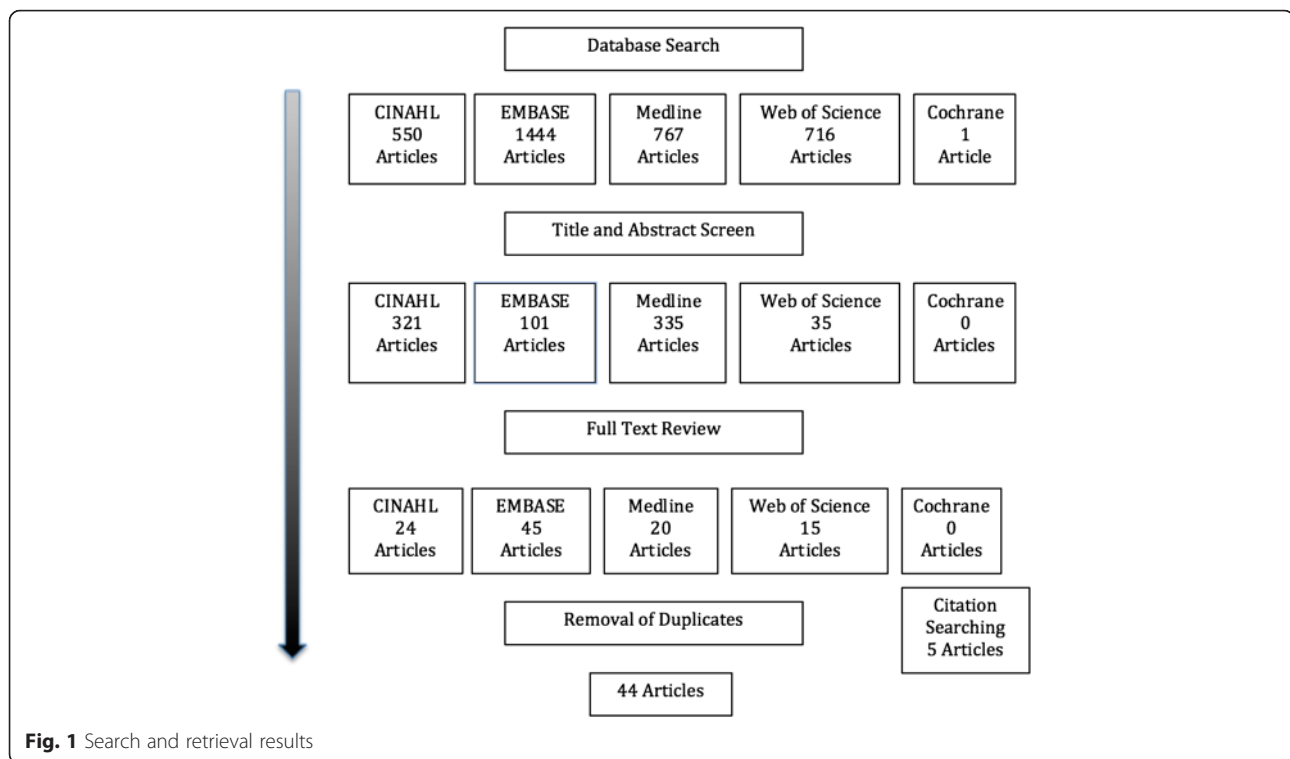 Database Search
CINAHL
550
Articles
EMBASE
1444
Articles
Medline
767
Articles
Web of Science
716
Articles
Cochrane
1
Article
Title and Abstract Screen
CINAHL
321
Articles
EMBASE
101
Articles
Medline
335
Articles
Web of Science
35
Articles
Cochrane
0
Articles
Full Text Review
CINAHL
24
Articles
EMBASE
45
Articles
Medline
20
Articles
Web of Science
15
Articles
Cochrane
0
Articles
Removal of Duplicates
Citation
Searching
5 Articles
44 Articles
Fig. 1 Search and retrieval results